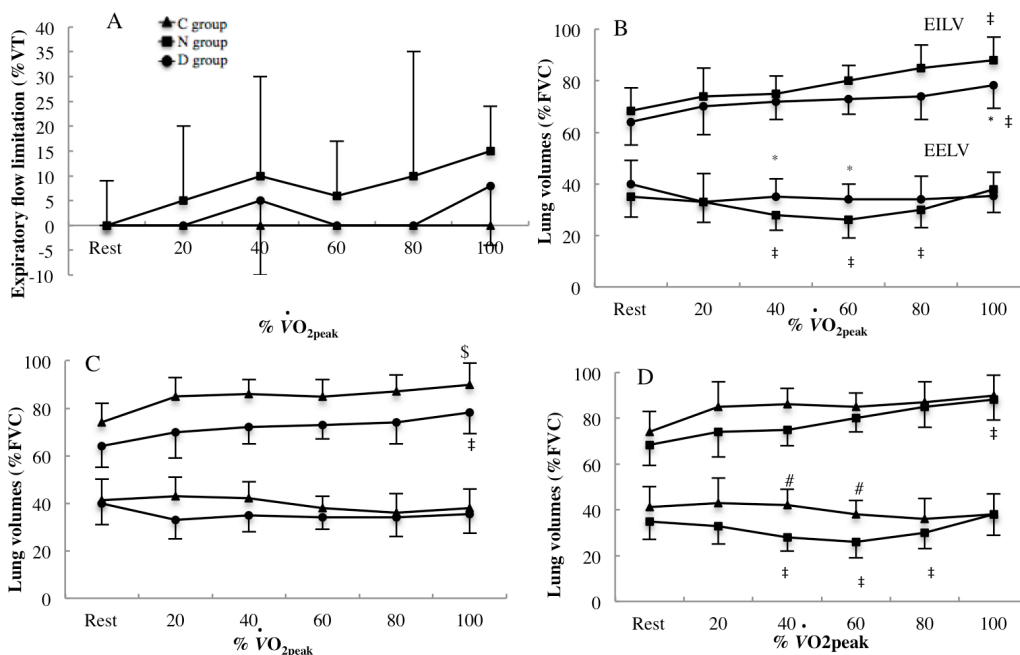 A
C group
N group
D group
Expiratory flow limitation (%VT)
40
35
30
25
20
15
10
5
0
-5
-10
Rest 20 40 60 80 100
% V̇O2peak
B
EILV
‡
* ‡
EELV
* *
‡ ‡ ‡
Lung volumes (%FVC)
100
80
60
40
20
0
Rest 20 40 60 80 100
% V̇O2peak
C
$
‡
Lung volumes (%FVC)
100
80
60
40
20
0
Rest 20 40 60 80 100
% V̇O2peak
D
‡
# #
‡ ‡ ‡
Lung volumes (%FVC)
100
80
60
40
20
0
Rest 20 40 60 80 100
% V̇O2peak